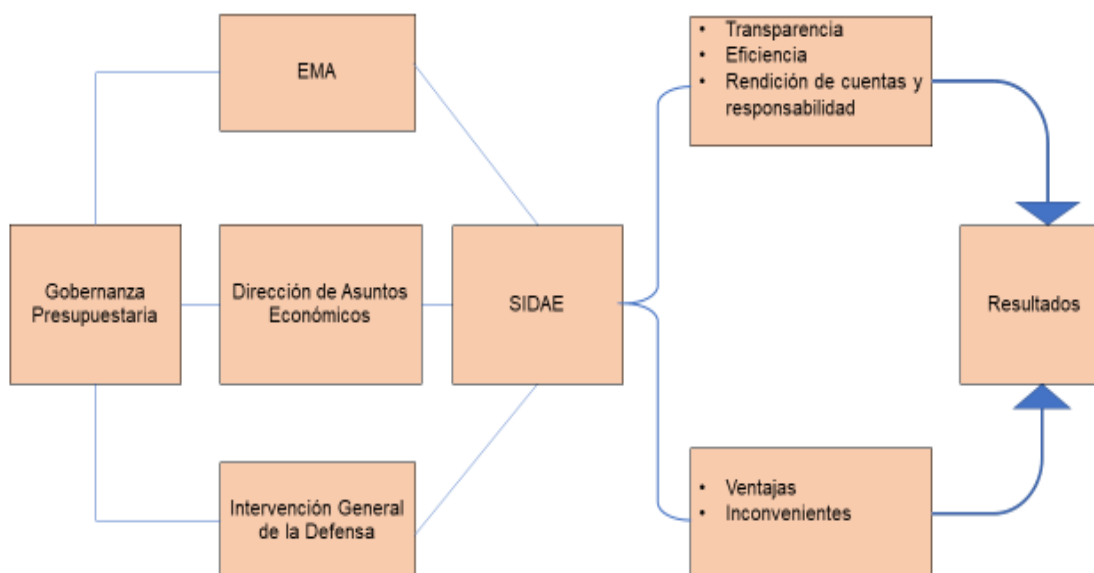 EMA
Gobernanza
Presupuestaria
Dirección de Asuntos
Económicos
Intervención General
de la Defensa
SIDAE
• Transparencia
• Eficiencia
• Rendición de cuentas y
responsabilidad
• Ventajas
• Inconvenientes
Resultados